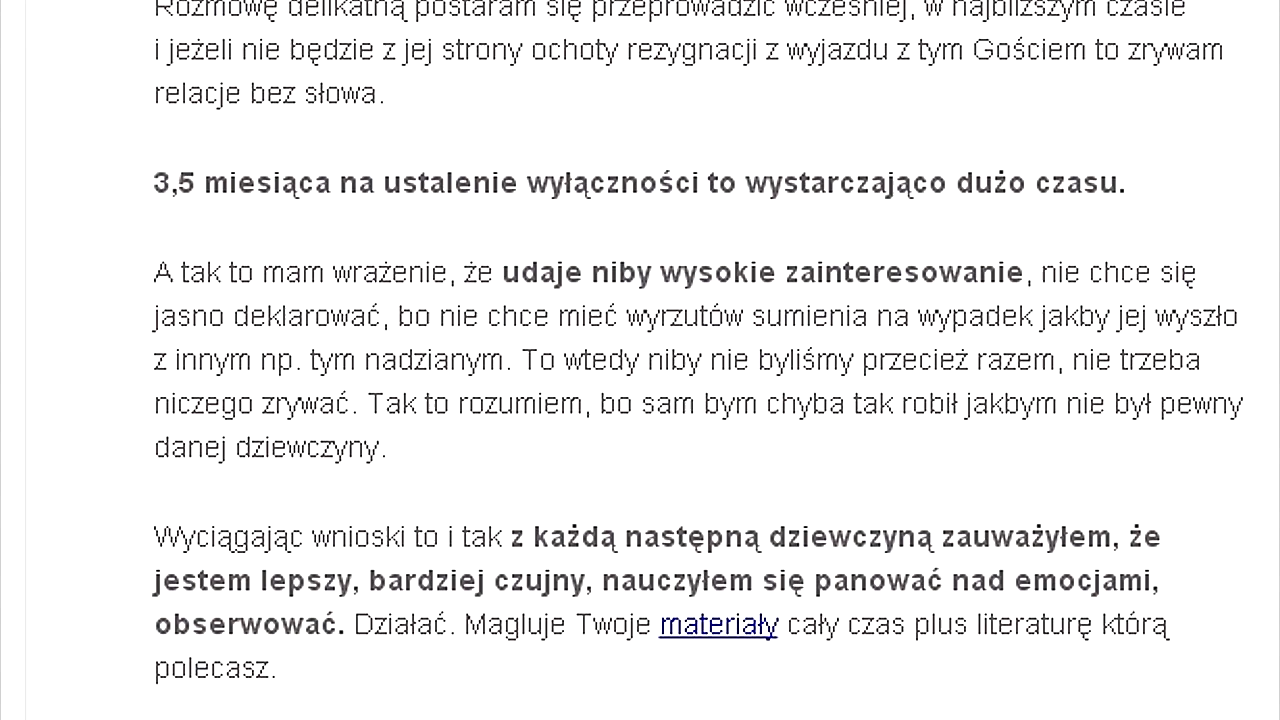 Rozmowę delikatną postaram się przeprowadzić wcześniej, w najbliższym czasie
i jeżeli nie będzie z jej strony ochoty rezygnacji z wyjazdu z tym Gościem to zrywam
relacje bez słowa.
3,5 miesiąca na ustalenie wyłączności to wystarczająco dużo czasu.
A tak to mam wrażenie, że udaje niby wysokie zainteresowanie, nie chce się
jasno deklarować, bo nie chce mieć wyrzutów sumienia na wypadek jakby jej wyszło
z innym np. tym nadzianym. To wtedy niby nie byliśmy przecież razem, nie trzeba
niczego zrywać. Tak to rozumiem, bo sam bym chyba tak robił jakbym nie był pewny
danej dziewczyny.
Wyciągając wnioski to i tak z każdą następną dziewczyną zauważyłem, że
jestem lepszy, bardziej czujny, nauczyłem się panować nad emocjami,
obserwować. Działać. Magluje Twoje materiały cały czas plus literaturę którą
polecasz.